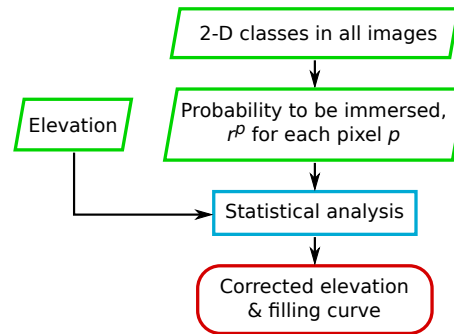 2-D classes in all images
Probability to be immersed,
r^p for each pixel p
Elevation
Statistical analysis
Corrected elevation
& filling curve